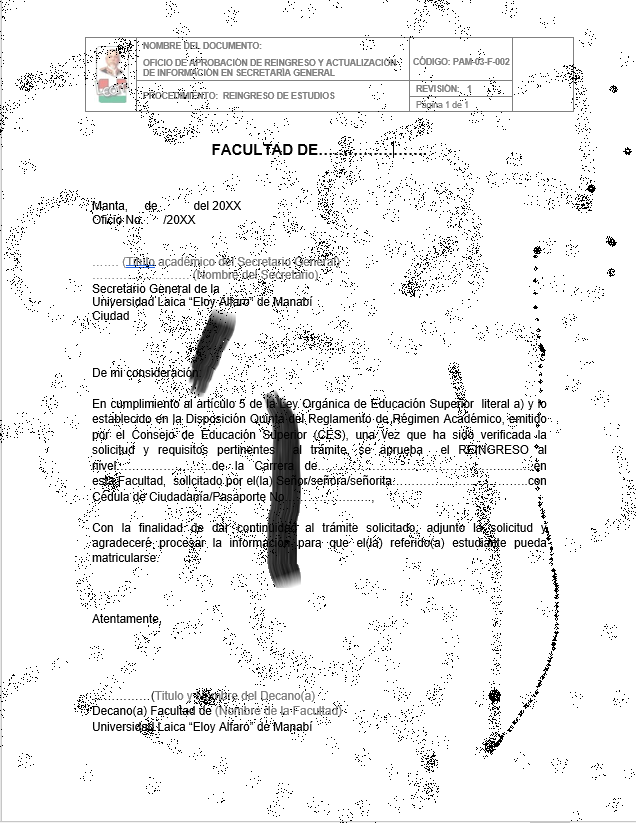 NOMBRE DEL DOCUMENTO:
OFICIO DE APROBACIÓN DE REINGRESO Y ACTUALIZACIÓN
DE INFORMACIÓN EN SECRETARÍA GENERAL
CÓDIGO: PAM-03-F-002
PROCEDIMIENTO: REINGRESO DE ESTUDIOS
REVISIÓN: 1
Página 1 de 1
FACULTAD DE……………………
Manta, de del 20XX
Oficio No. /20XX
……. (Título académico del Secretario General)
…………………….(Nombre del Secretario)
Secretario General de la
Universidad Laica “Eloy Alfaro” de Manabí
Ciudad
De mi consideración:
En cumplimiento al artículo 5 de la Ley Orgánica de Educación Superior literal a) y lo
establecido en la Disposición Quinta del Reglamento de Régimen Académico, emitido
por el Consejo de Educación Superior (CES), una vez que ha sido verificada la
solicitud y requisitos pertinentes al trámite, se aprueba el REINGRESO al
nivel…………………… de la Carrera de……………………………………………en
esta Facultad, solicitado por el(la) Señor/señora/señorita…………………………con
Cédula de Ciudadanía/Pasaporte No………………….,
Con la finalidad de dar continuidad al trámite solicitado, adjunto la solicitud y
agradeceré procesar la información para que el(la) referido(a) estudiante pueda
matricularse.
Atentamente,
……………(Título y Nombre del Decano(a)
Decano(a) Facultad de (Nombre de la Facultad)
Universidad Laica “Eloy Alfaro” de Manabí